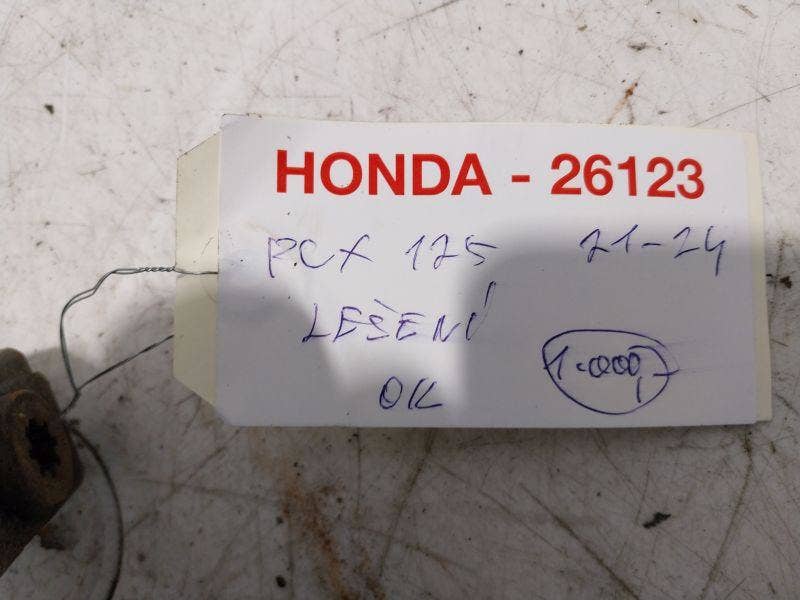 HONDA - 26123
PCX 125 21-24
LEŠENÍ
OK
1.000,-